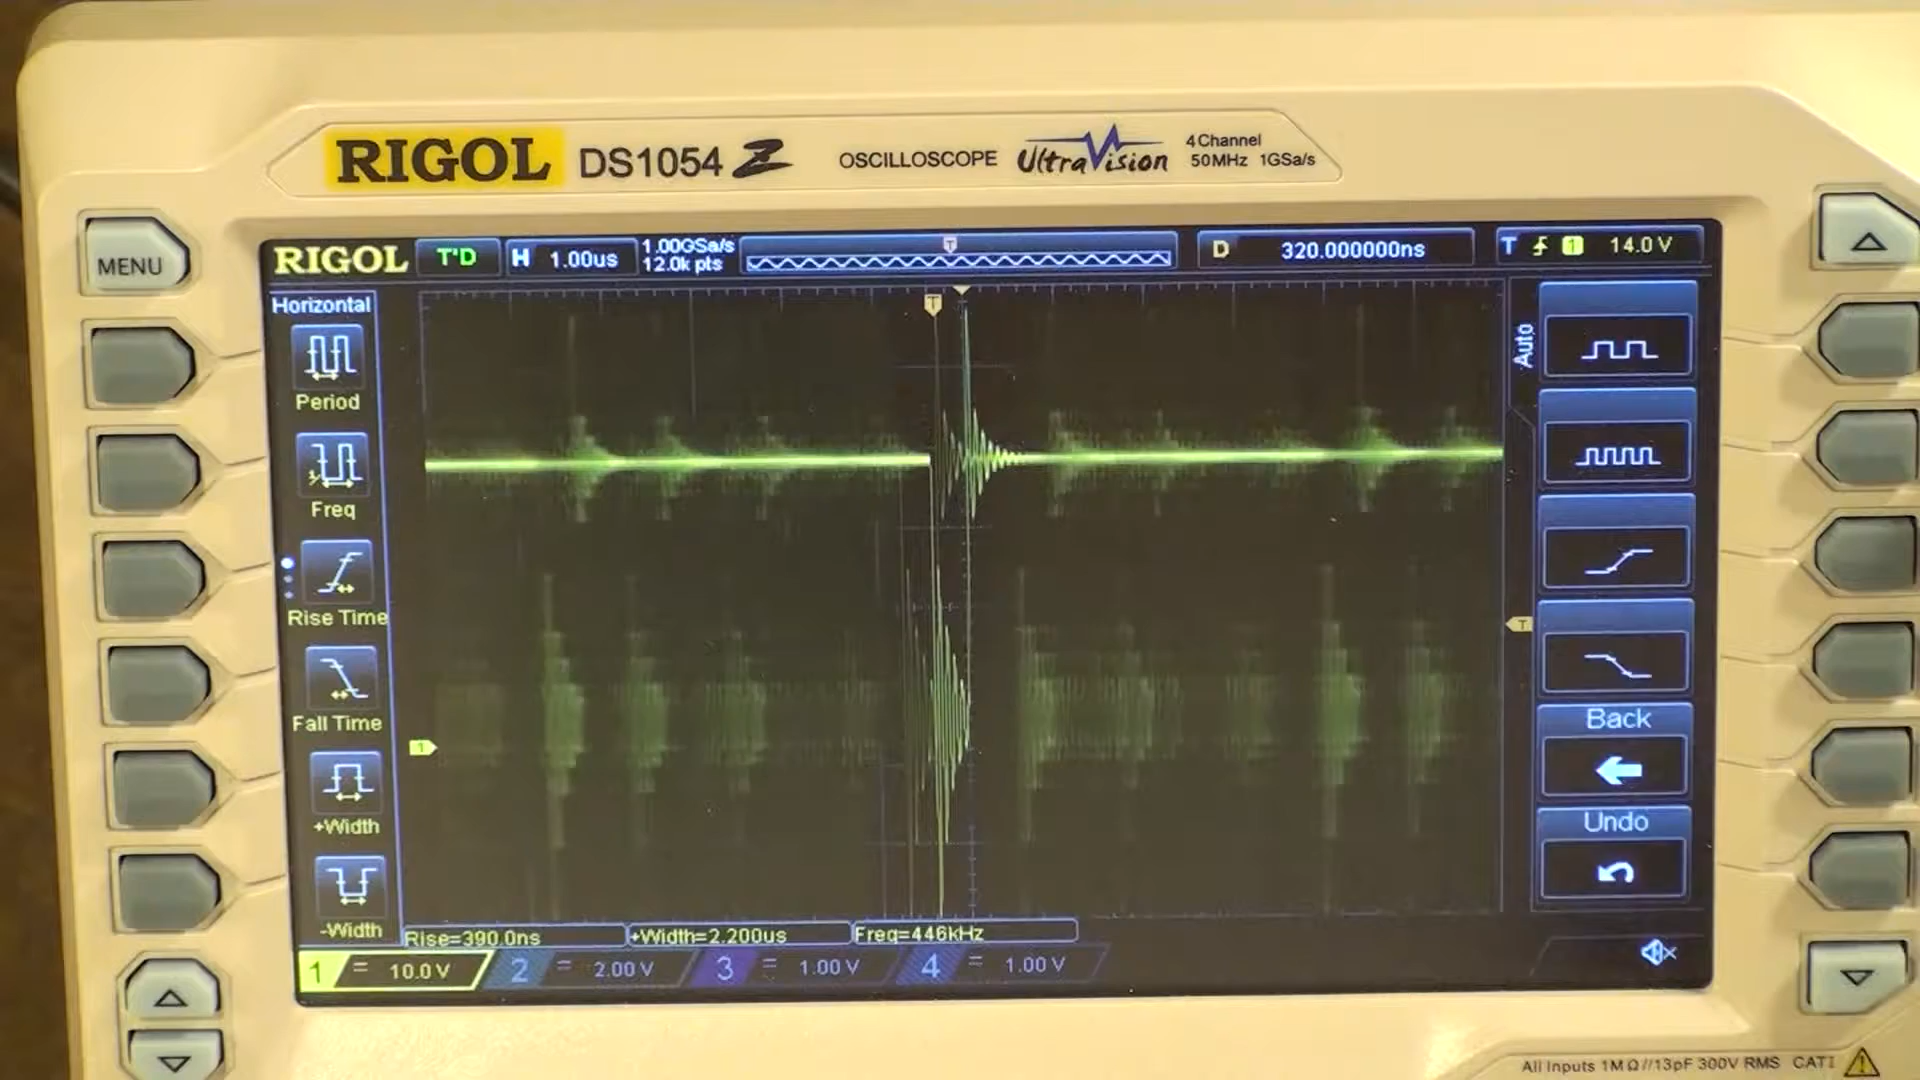 RIGOL DS1054 Z OSCILLOSCOPE UltraVision 4 Channel
50MHz 1GSa/s
MENU
RIGOL T'D H 1.00us 1.00GSa/s
12.0k pts
T
D 320.000000ns
T 1 14.0 V
Horizontal
Period
Freq
Rise Time
Fall Time
+Width
-Width
T
Auto
T
1
Back
Undo
Rise=390.0ns +Width=2.200us Freq=446kHz
1 = 10.0 V 2 = 2.00 V 3 = 1.00 V 4 = 1.00 V
All Inputs 1MΩ//13pF 300V RMS CAT I